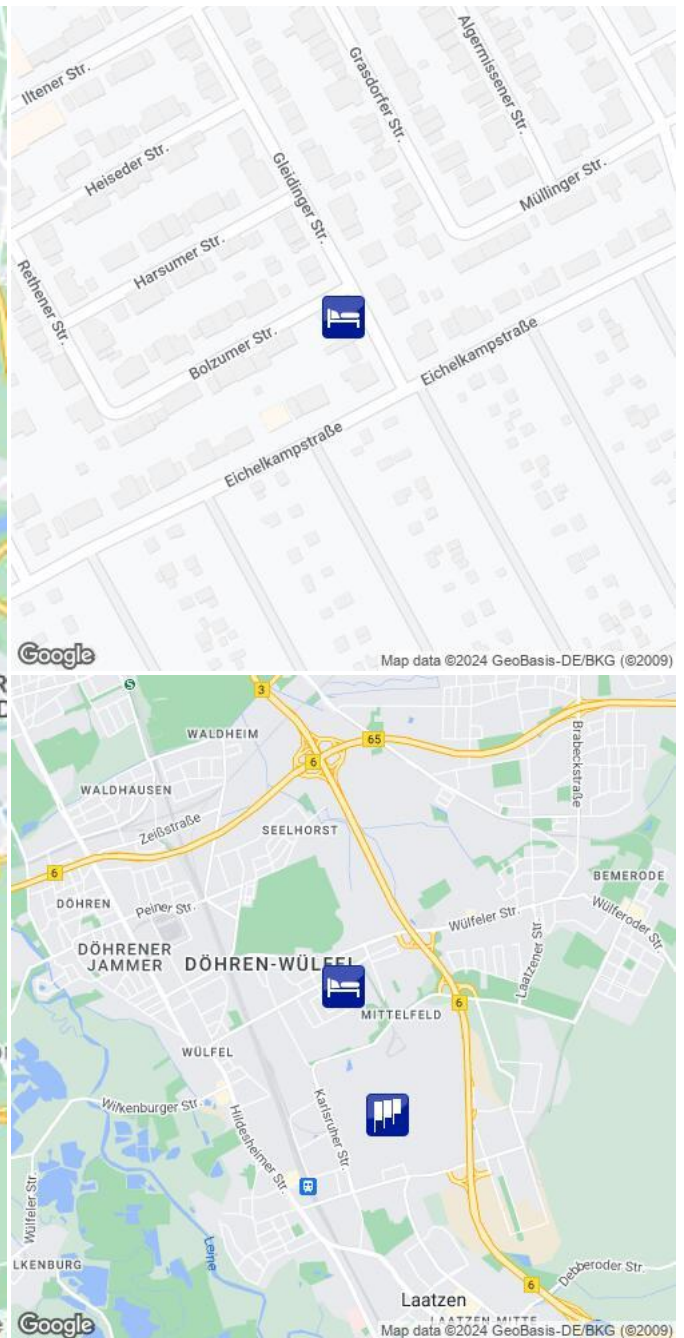 Iltener Str.
Heiseder Str.
Harsumer Str.
Rethener Str.
Bolzumer Str.
Gleidinger Str.
Grasdorfer Str.
Algermissener Str.
Müllinger Str.
Eichelkampstraße
Eichelkampstraße
Google
Map data ©2024 GeoBasis-DE/BKG (©2009)
S
3
65
6
WALDHEIM
WALDHAUSEN
Zeißstraße
SEELHORST
Brabeckstraße
6
DÖHREN
Peiner Str.
BEMERODE
Wülfeler Str.
Wülferoder Str.
DÖHRENER
JAMMER
DÖHREN-WÜLFEL
Laatzener Str.
6
MITTELFELD
WÜLFEL
Wilkenburger Str.
Karlsruher Str.
Hildesheimer Str.
Wülfeler Str.
Leine
LKENBURG
Debberoder Str.
6
Laatzen
LAATZEN-MITTE
Google
Map data ©2024 GeoBasis-DE/BKG (©2009)